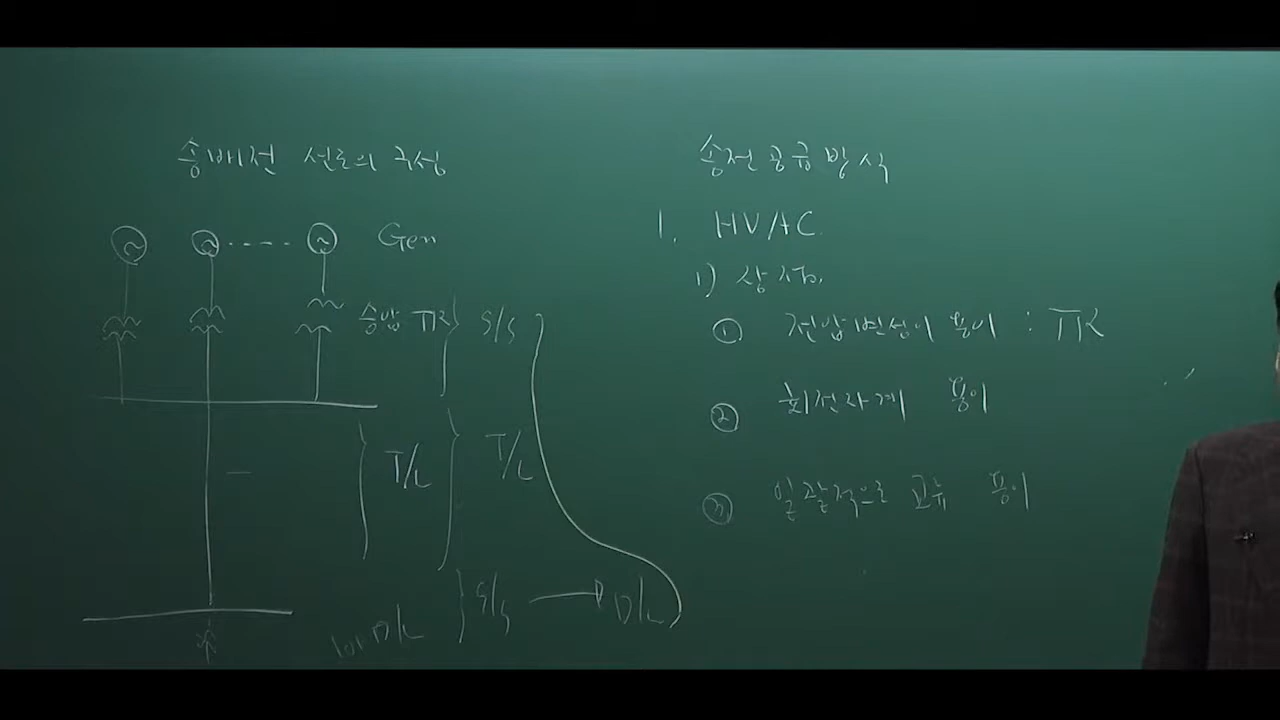 송배전 선로의 구성
Gen
승압 TR S/S
T/L T/L
S/S → D/L
D/L
송전공급방식
1. HV/AC.
1) 장점.
① 전압변성이 용이 : TR
② 회전자계 용이
③ 일괄적으로 교류 용이